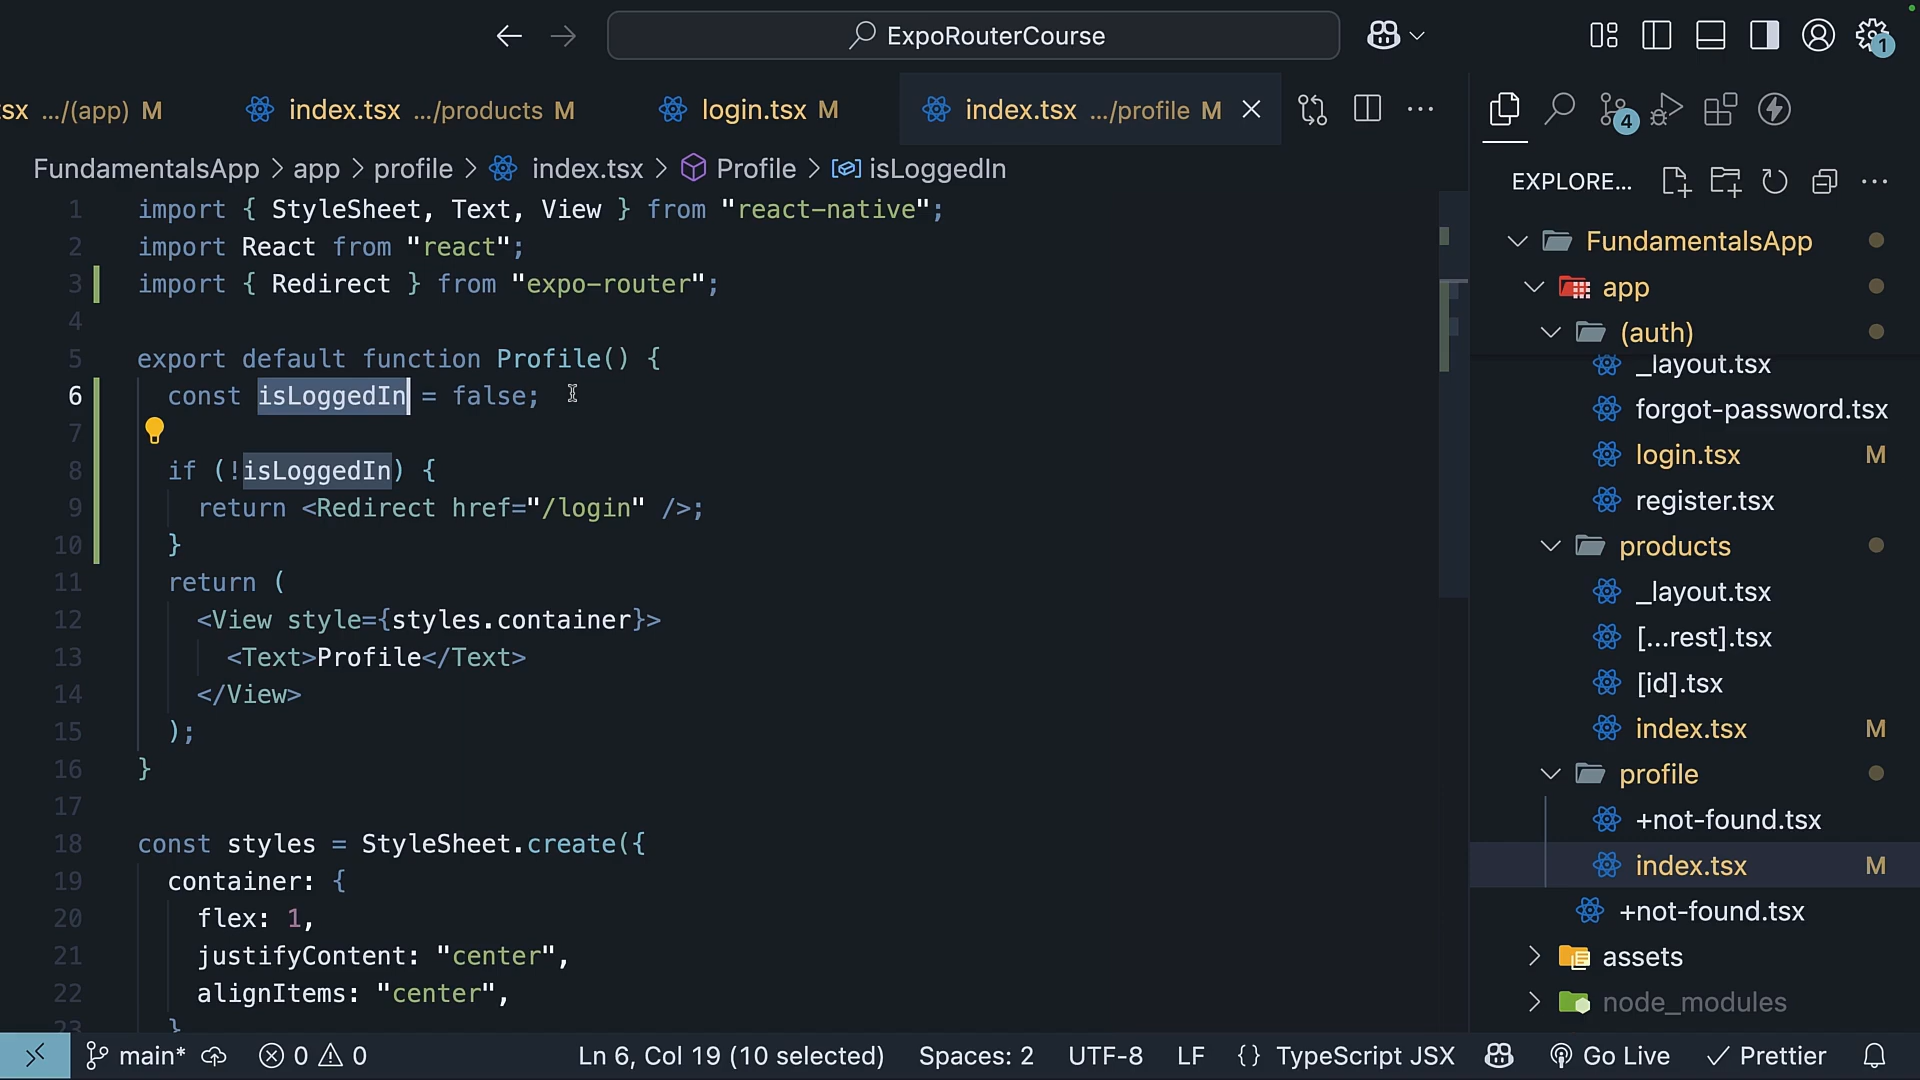 ExpoRouterCourse
1
tsx .../(app) M
index.tsx .../products M
login.tsx M
index.tsx .../profile M
4
FundamentalsApp > app > profile > index.tsx > Profile > isLoggedIn
EXPLORE...
1 import { StyleSheet, Text, View } from "react-native";
2 import React from "react";
3 import { Redirect } from "expo-router";
4
5 export default function Profile() {
6 const isLoggedIn = false;
7
8 if (!isLoggedIn) {
9 return <Redirect href="/login" />;
10 }
11 return (
12 <View style={styles.container}>
13 <Text>Profile</Text>
14 </View>
15 );
16 }
17
18 const styles = StyleSheet.create({
19 container: {
20 flex: 1,
21 justifyContent: "center",
22 alignItems: "center",
23 }
FundamentalsApp
app
(auth)
_layout.tsx
forgot-password.tsx
login.tsx M
register.tsx
products
_layout.tsx
[...rest].tsx
[id].tsx
index.tsx M
profile
+not-found.tsx
index.tsx M
+not-found.tsx
assets
node_modules
main* 0 0 Ln 6, Col 19 (10 selected) Spaces: 2 UTF-8 LF {} TypeScript JSX Go Live Prettier